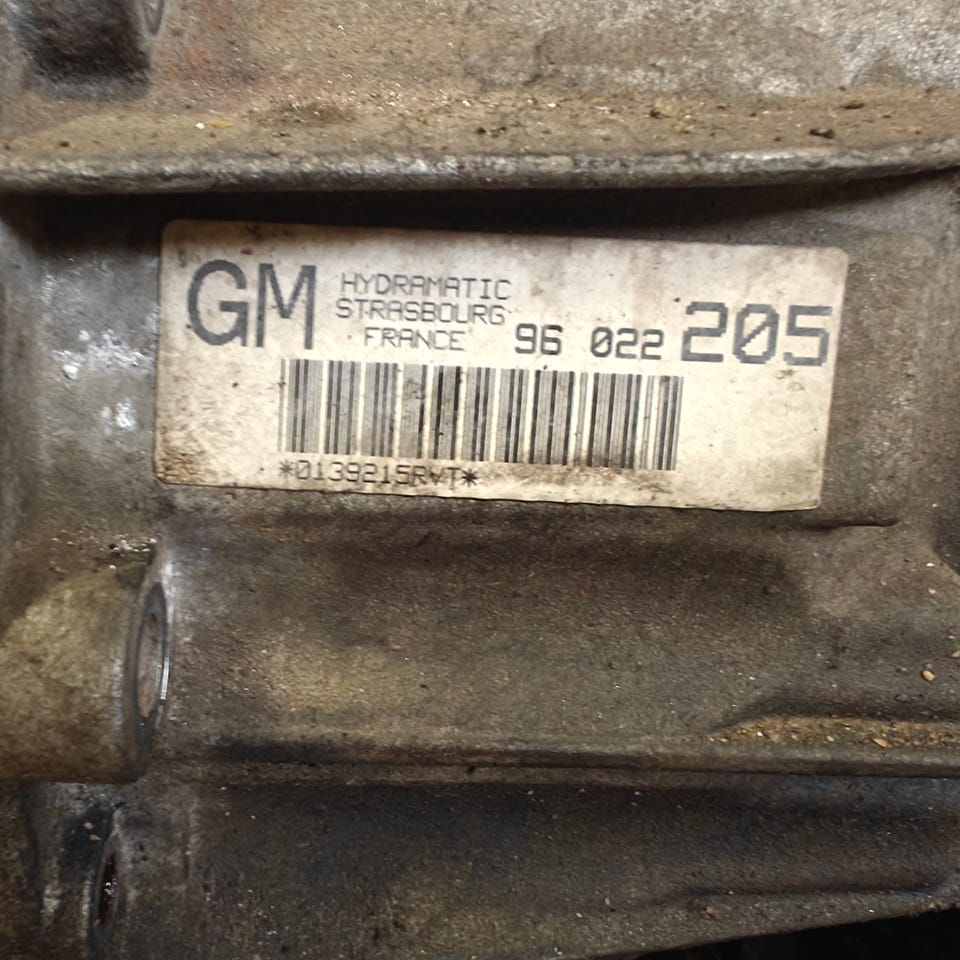 GM
HYDRAMATIC
STRASBOURG
FRANCE
96 022 205
*0139215RVT*